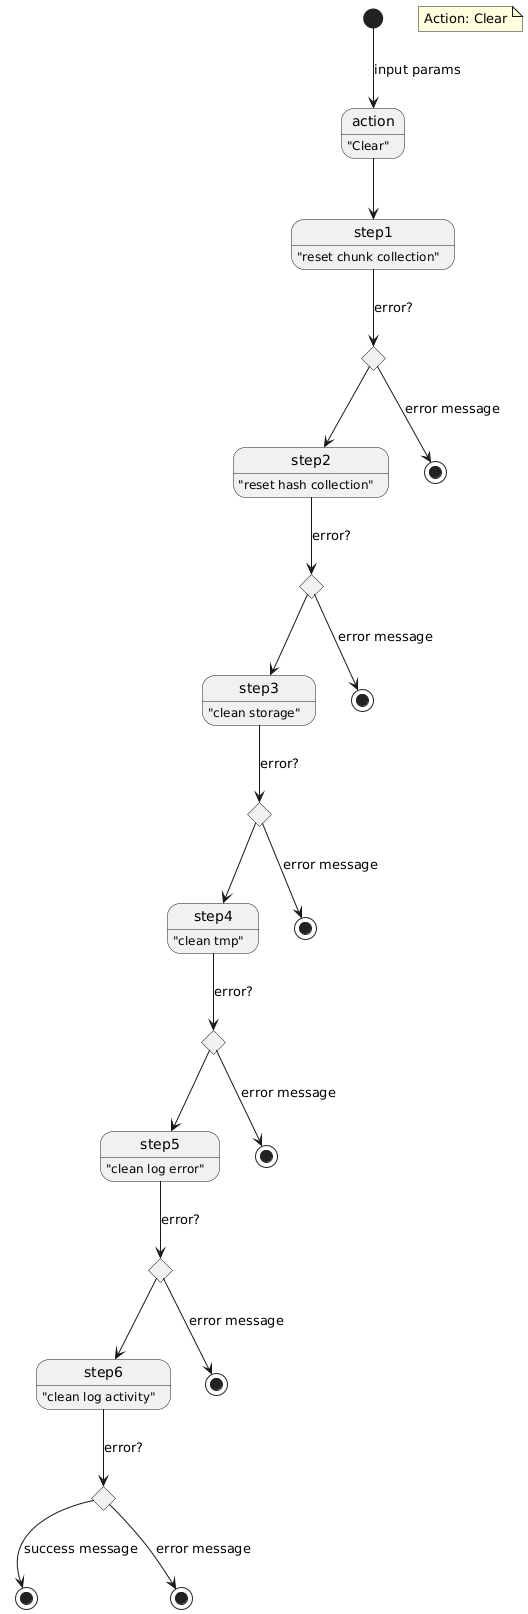 Action: Clear
input params
action
"Clear"
step1
"reset chunk collection"
error?
error message
step2
"reset hash collection"
error?
error message
step3
"clean storage"
error?
error message
step4
"clean tmp"
error?
error message
step5
"clean log error"
error?
error message
step6
"clean log activity"
error?
success message
error message